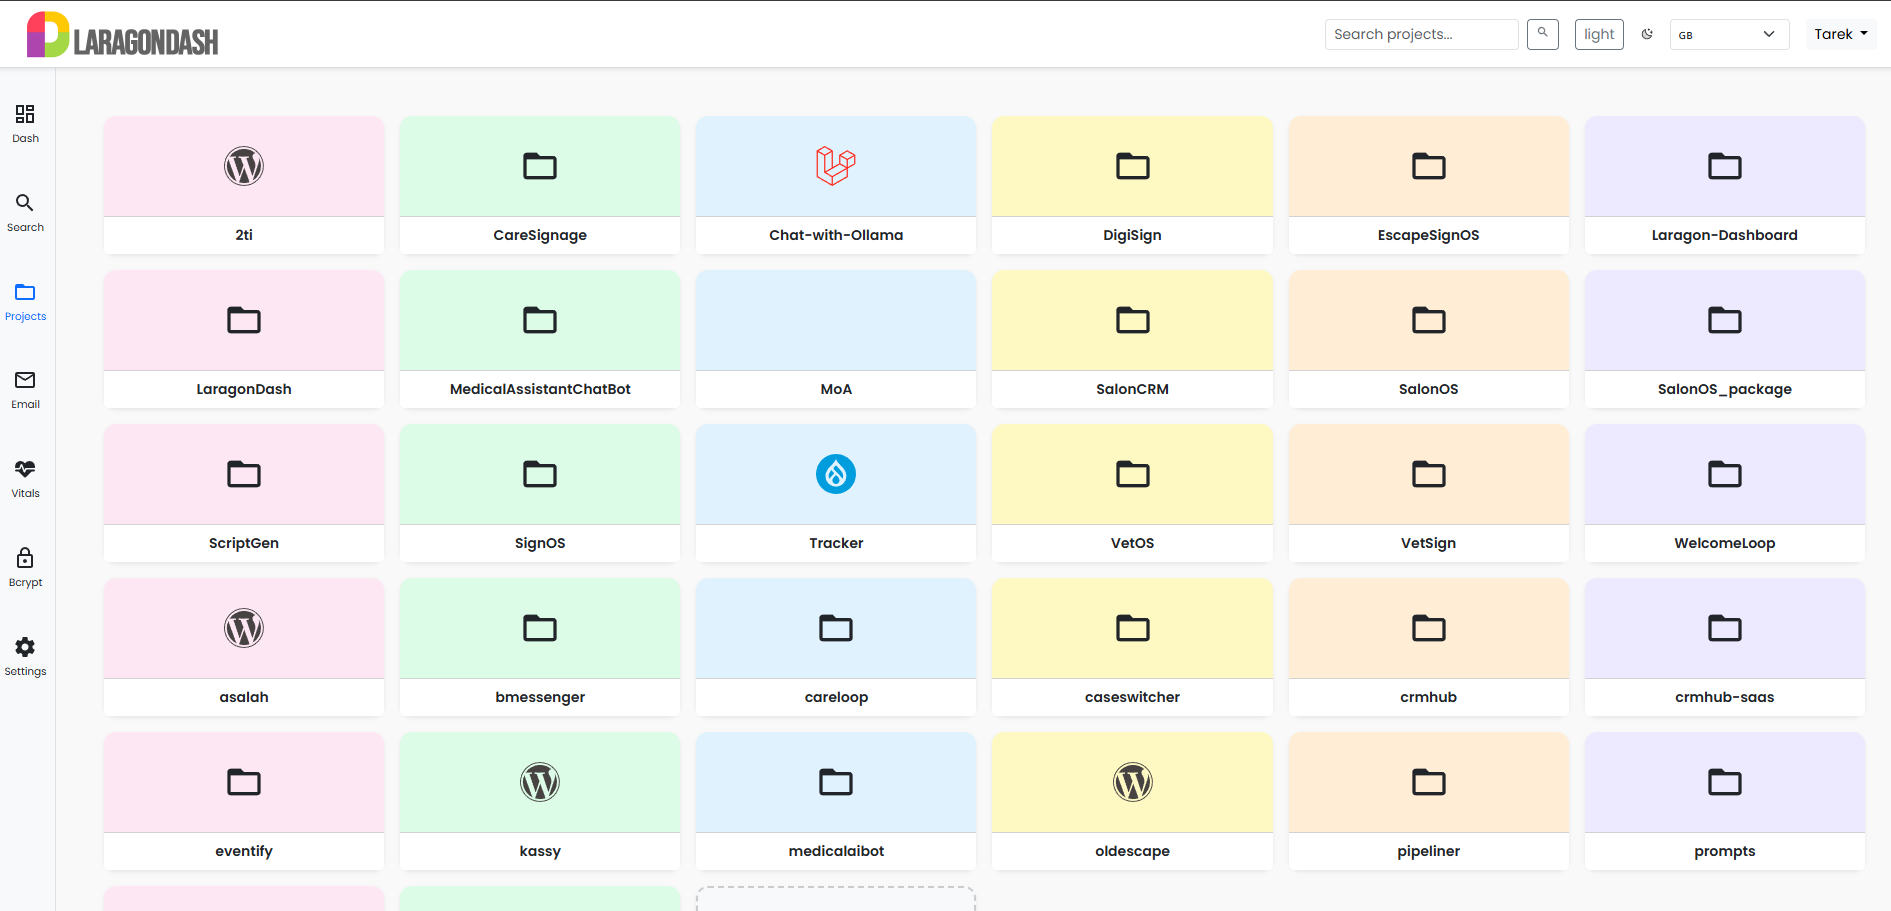 LARAGONDASH
Search projects...
light
GB
Tarek
Dash
Search
Projects
Email
Vitals
Bcrypt
Settings
2ti
CareSignage
Chat-with-Ollama
DigiSign
EscapeSignOS
Laragon-Dashboard
LaragonDash
MedicalAssistantChatBot
MoA
SalonCRM
SalonOS
SalonOS_package
ScriptGen
SignOS
Tracker
VetOS
VetSign
WelcomeLoop
asalah
bmessenger
careloop
caseswitcher
crmhub
crmhub-saas
eventify
kassy
medicalaibot
oldescape
pipeliner
prompts